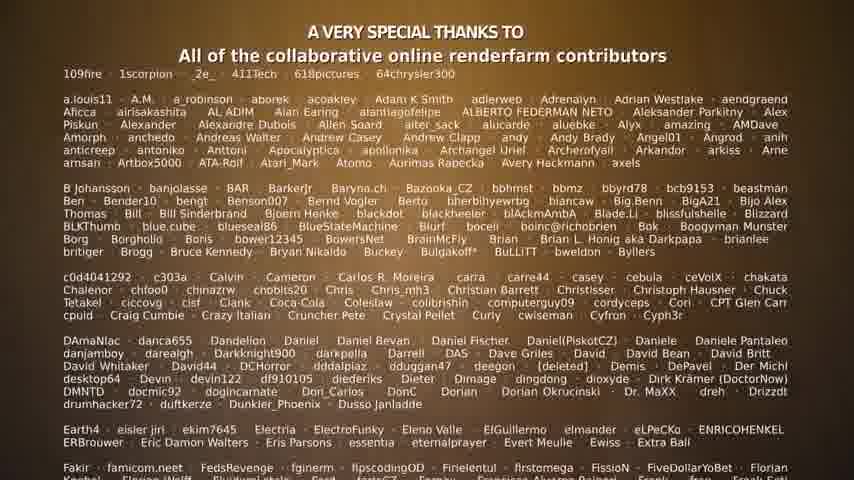 A VERY SPECIAL THANKS TO
All of the collaborative online renderfarm contributors
109fire · 1scorpion · _2e_ · 411Tech · 618pictures · 64chrysler300
a.louis11 · A.M. · a_robinson · aborek · acoakley · Adam K Smith · adlerweb · Adrenalyn · Adrian Westlake · aendgraend
Aficca · airisakashita · AL ADIM · Alan Earing · alantiagofelipe · ALBERTO FEDERMAN NETO · Aleksander Parkitny · Alex
Piskun · Alexander · Alexandre Dubois · Allen Soard · alter_sack · alucarde · aluebke · Alyx · amazing · AMDave
Amorph · anchedo · Andreas Walter · Andrew Casey · Andrew Clapp · andy · Andy Brady · Angel01 · Angrod · anih
anticreep · antoniko · Anttoni · Apocalyptica · apollonika · Archangel Uriel · Archerofyall · Arkandor · arkiss · Arne
amsan · Artbox5000 · ATA-Rolf · Atari_Mark · Atomo · Aurimas Rapecka · Avery Hackmann · axels
B Johansson · banjolasse · BAR · BarkerJr · Baryna.ch · Bazooka_CZ · bbhmst · bbmz · bbyrd78 · bcb9153 · beastman
Ben · Bender10 · bengt · Benson007 · Bernd Vogler · Berto · bherbihyewrbg · biancaw · Big.Benn · BigA21 · Bijo Alex
Thomas · Bill · Bill Sinderbrand · Bjoern Henke · blackdot · blackheeler · blAckmAmbA · Blade.Li · blissfulshelle · Blizzard
BLKThumb · blue.cube · blueseal86 · BlueStateMachine · Blurf · boceli · boinc@richobrien · Bok · Boogyman Munster
Borg · Borghollo · Boris · bower12345 · BowersNet · BrainMcFly · Brian · Brian L. Honig aka Darkpapa · brianlee
britiger · Brogg · Bruce Kennedy · Bryan Nikaldo · Buckey · Bulgakoff* · BuLLiTT · bweldon · Byllers
c0d4041292 · c303a · Calvin · Cameron · Carlos R. Moreira · carra · carre44 · casey · cebula · ceVolX · chakata
Chalenor · chfoo0 · chinazrw · chobits20 · Chris · Chris_mh3 · Christian Barrett · Christisser · Christoph Hausner · Chuck
Tetakel · ciccovg · cisf · Clank · Coca-Cola · Coleslaw · colibrishin · computerguy09 · cordyceps · Cori · CPT Glen Carr
cpuid · Craig Cumbie · Crazy Italian · Cruncher Pete · Crystal Pellet · Curly · cwiseman · Cyfron · Cyph3r
DAmaNIac · danca655 · Dandelion · Daniel · Daniel Bevan · Daniel Fischer · Daniel(PiskotCZ) · Daniele · Daniele Pantaleo
danjamboy · darealgh · Darkknight900 · darkpella · Darrell · DAS · Dave Griles · David · David Bean · David Britt
David Whitaker · David44 · DCHorror · dddalpiaz · dduggan47 · deegon · [deleted] · Demis · DePavel · Der Michl
desktop64 · Devin · devin122 · df910105 · diederiks · Dieter · Dimage · dingdong · dioxyde · Dirk Krämer (DoctorNow)
DMNTD · docmic92 · dogincarnate · Don_Carlos · DonC · Dorian · Dorian Okrucinski · Dr. MaXX · dreh · Drizzdt
drumhacker72 · duftkerze · Dunkler_Phoenix · Dusso Janladde
Earth4 · eisler jiri · ekim7645 · Electria · ElectroFunky · Eleno Valle · ElGuillermo · elmander · eLPeCKo · ENRICOHENKEL
ERBrouwer · Eric Damon Walters · Eris Parsons · essentia · eternalprayer · Evert Meulie · Ewiss · Extra Ball
Fakir · famicom.neet · FedsRevenge · fginerm · flpscodingOD · Finelentul · firstomega · FissioN · FiveDollarYoBet · Florian